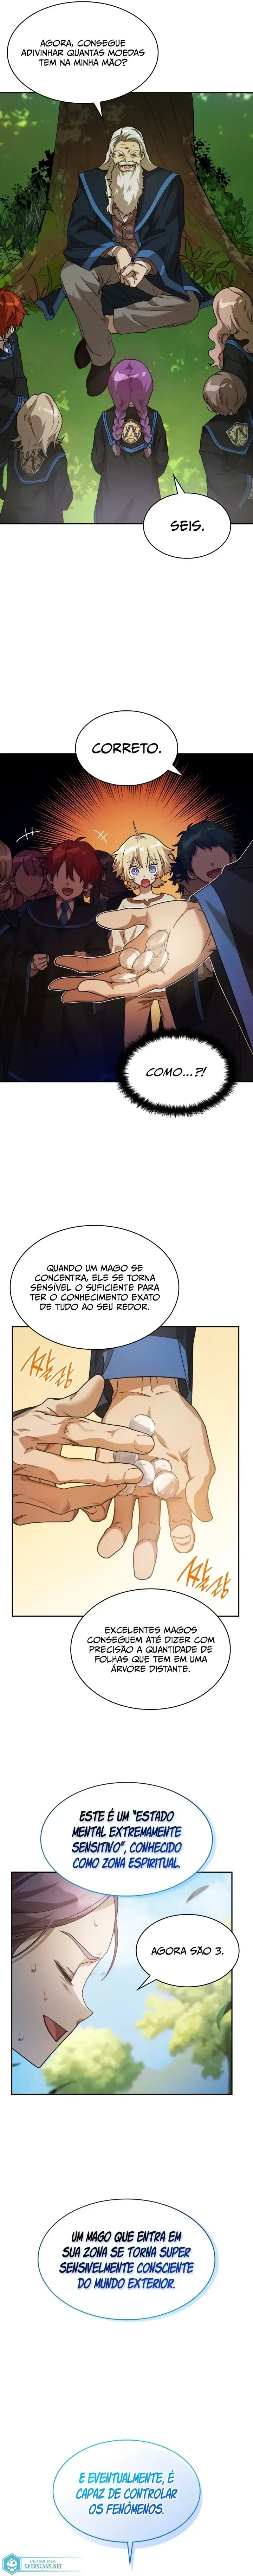 AGORA, CONSEGUE
ADIVINHAR QUANTAS MOEDAS
TEM NA MINHA MÃO?
SEIS.
CORRETO.
COMO...?!
QUANDO UM MAGO SE
CONCENTRA, ELE SE TORNA
SENSÍVEL O SUFICIENTE PARA
TER O CONHECIMENTO EXATO
DE TUDO AO SEU REDOR.
EXCELENTES MAGOS
CONSEGUEM ATÉ DIZER COM
PRECISÃO A QUANTIDADE DE
FOLHAS QUE TEM EM UMA
ÁRVORE DISTANTE.
ESTE É UM "ESTADO
MENTAL EXTREMAMENTE
SENSITIVO", CONHECIDO
COMO ZONA ESPIRITUAL.
AGORA SÃO 3.
UM MAGO QUE ENTRA EM
SUA ZONA SE TORNA SUPER
SENSIVELMENTE CONSCIENTE
DO MUNDO EXTERIOR.
E EVENTUALMENTE, É
CAPAZ DE CONTROLAR
OS FENÔMENOS.
NEOXSCANS.NET